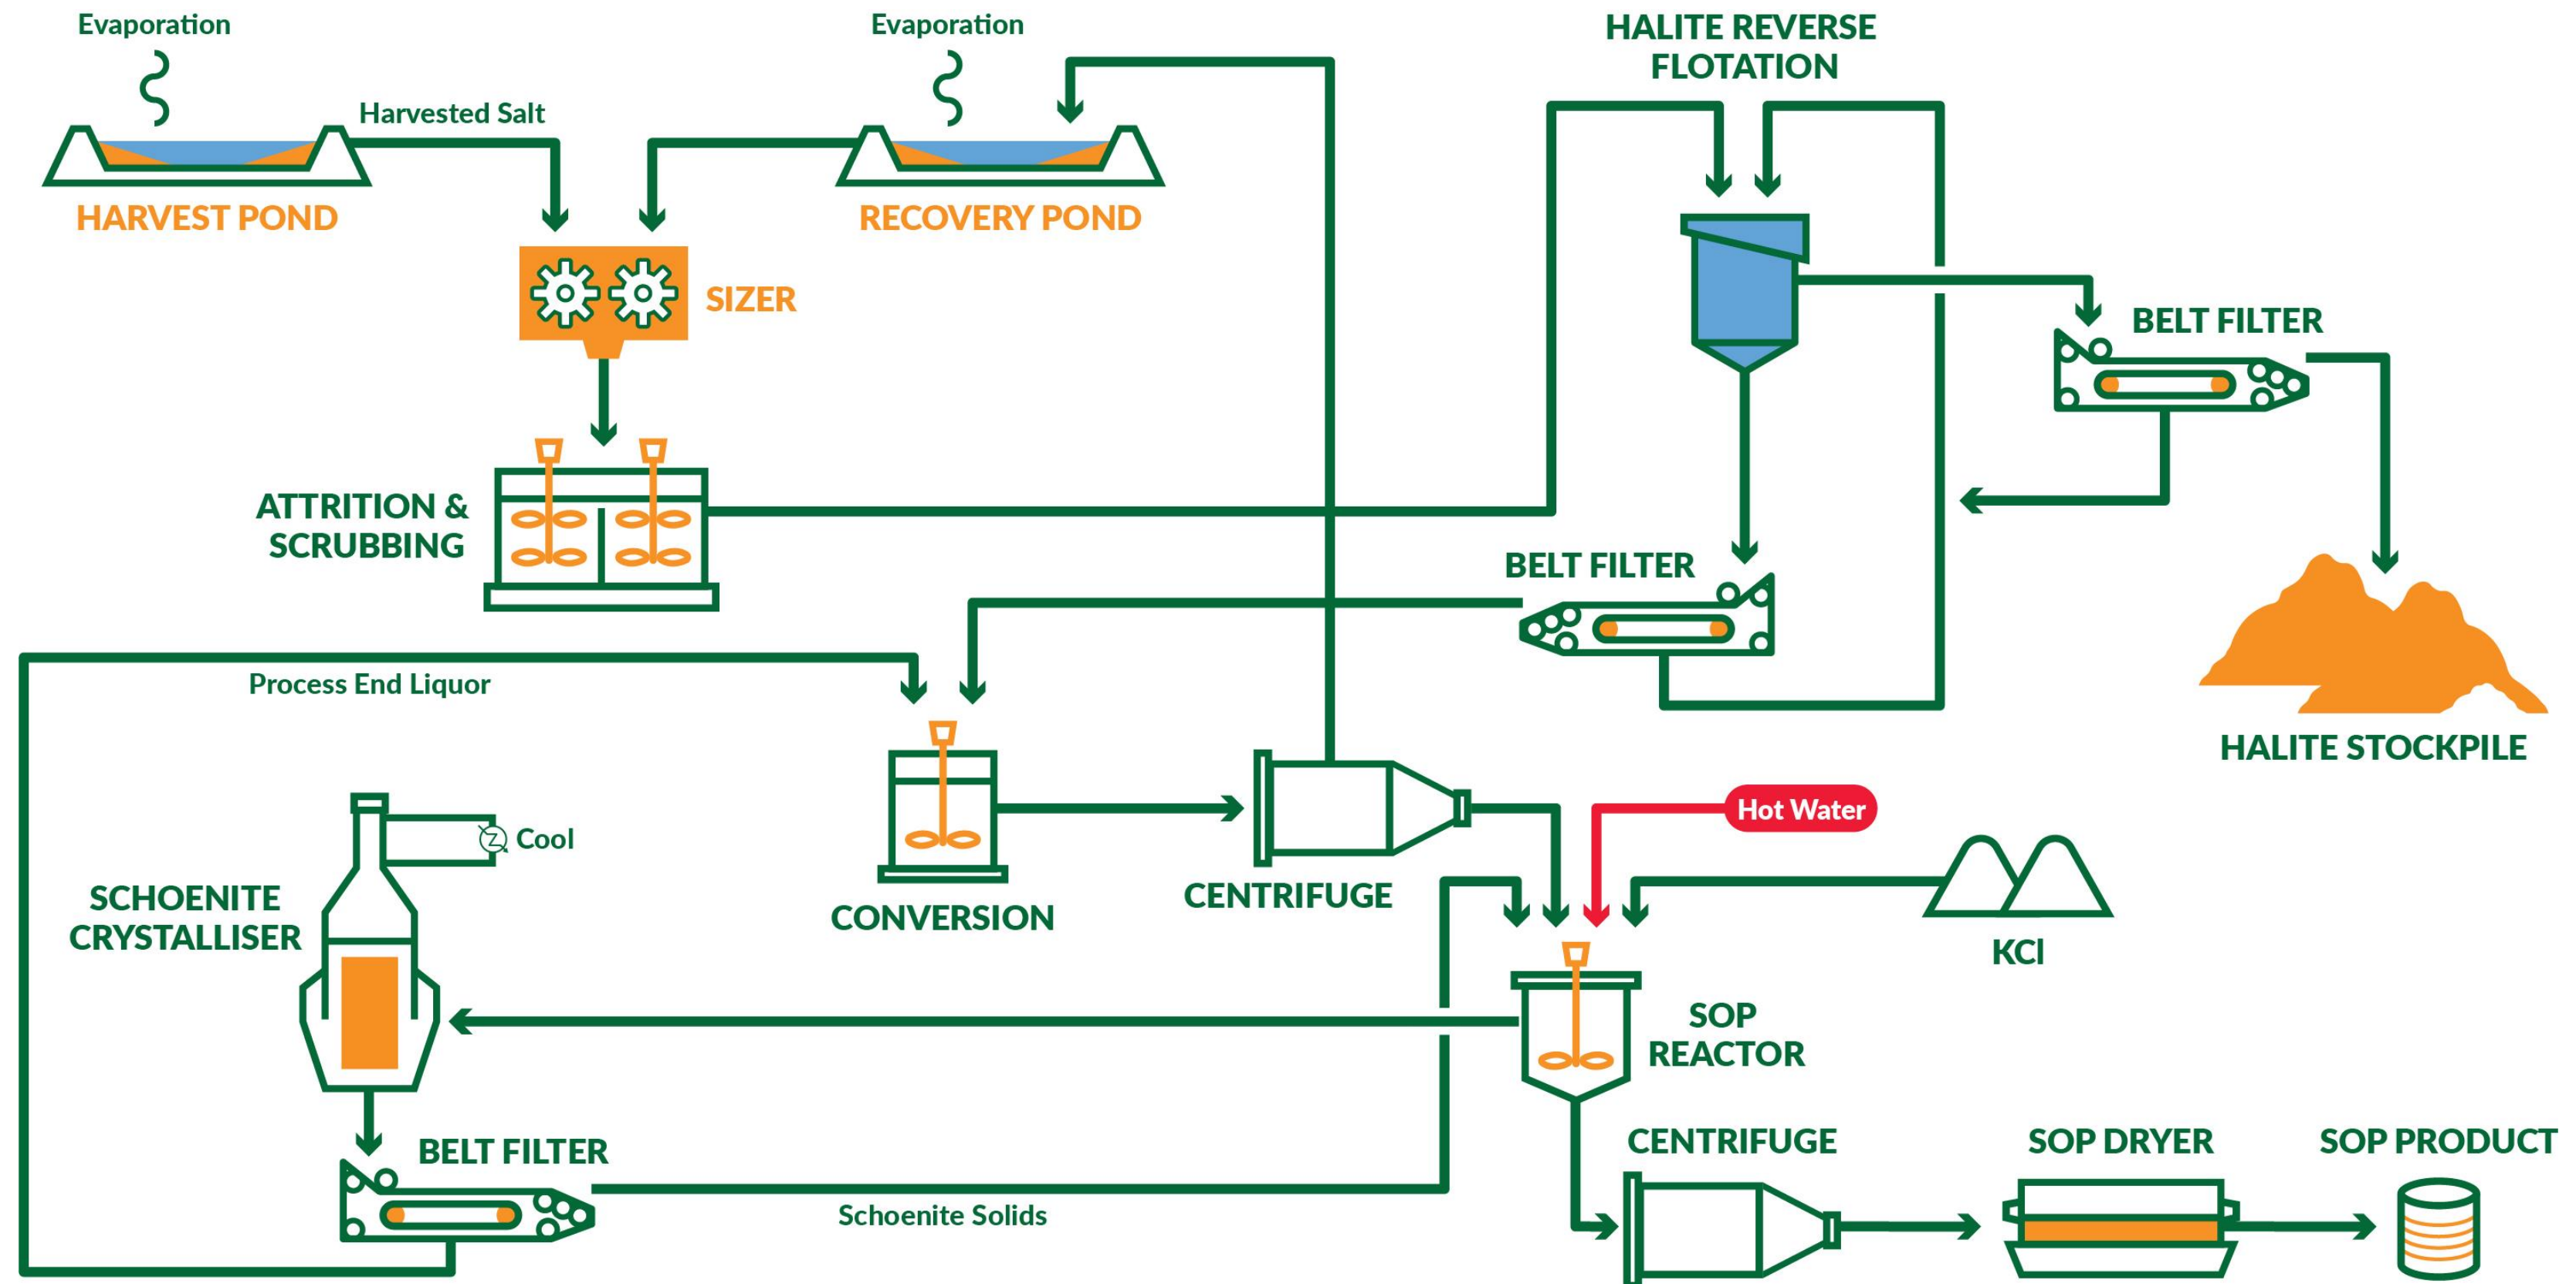 Evaporation
Evaporation
HALITE REVERSE
FLOTATION
Harvested Salt
HARVEST POND
RECOVERY POND
SIZER
BELT FILTER
ATTRITION &
SCRUBBING
BELT FILTER
Process End Liquor
HALITE STOCKPILE
Hot Water
Z
Cool
SCHOENITE
CRYSTALLISER
CENTRIFUGE
CONVERSION
KCl
SOP
REACTOR
BELT FILTER
CENTRIFUGE
SOP DRYER
SOP PRODUCT
Schoenite Solids